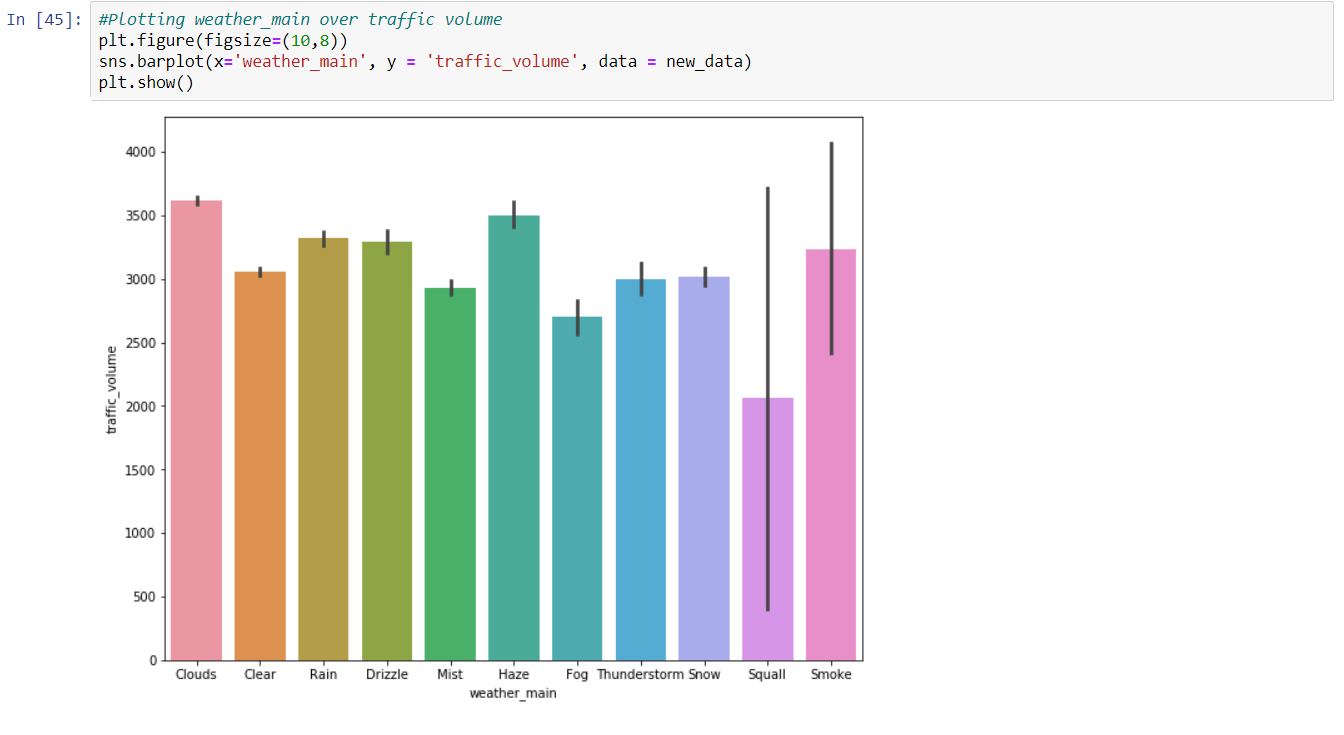 In [45]: #Plotting weather_main over traffic volume
plt.figure(figsize=(10,8))
sns.barplot(x='weather_main', y = 'traffic_volume', data = new_data)
plt.show()
4000
3500
3000
2500
2000
1500
1000
500
0
traffic_volume
Clouds Clear Rain Drizzle Mist Haze Fog Thunderstorm Snow Squall Smoke
weather_main